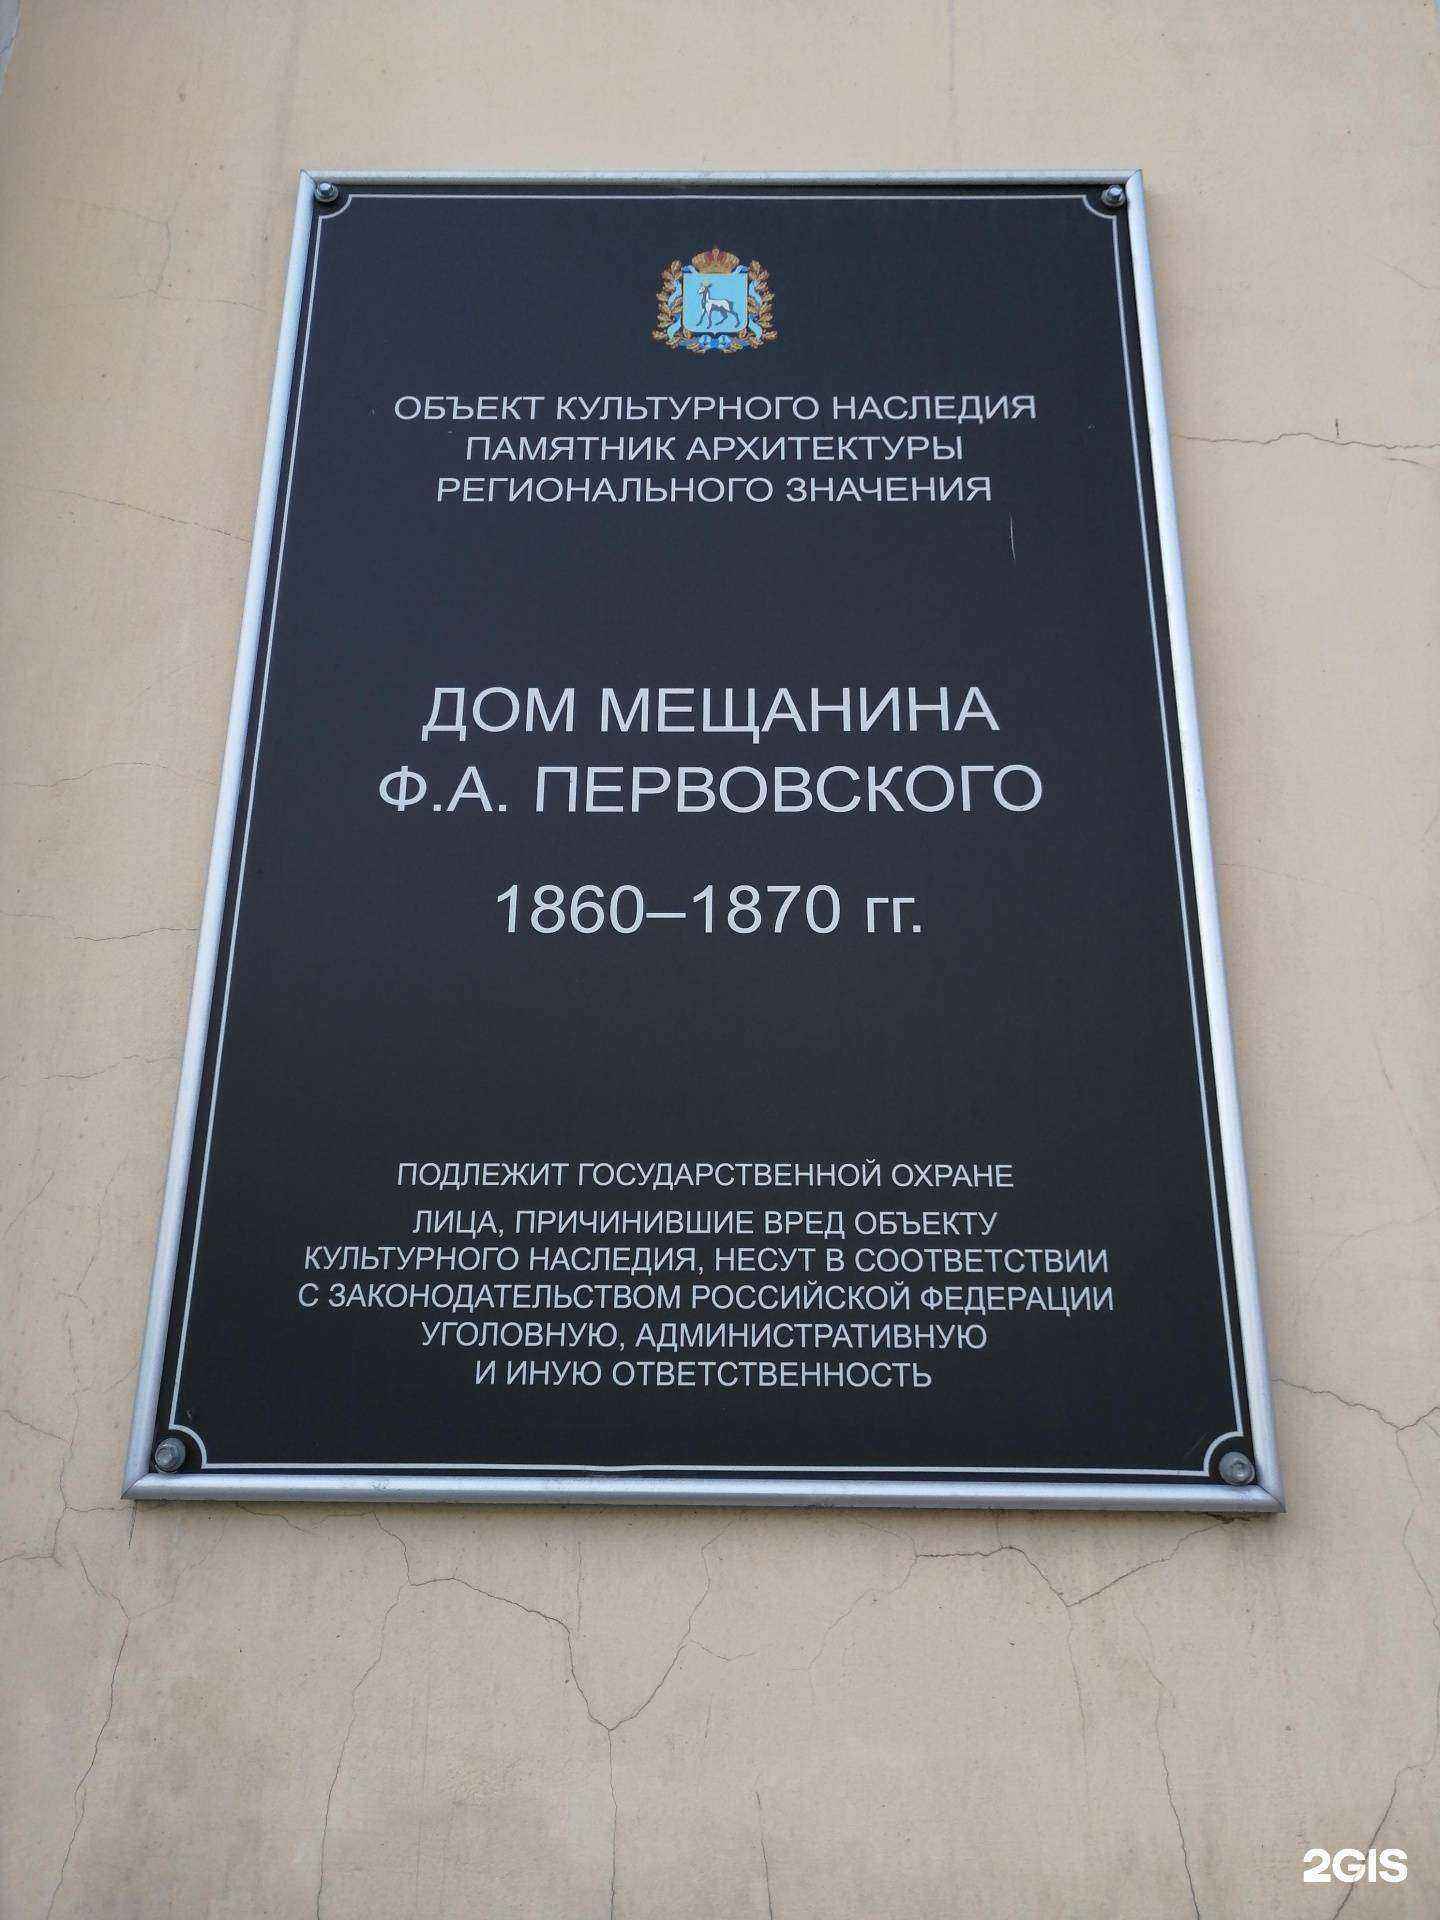 ОБЪЕКТ КУЛЬТУРНОГО НАСЛЕДИЯ
ПАМЯТНИК АРХИТЕКТУРЫ
РЕГИОНАЛЬНОГО ЗНАЧЕНИЯ
ДОМ МЕЩАНИНА
Ф.А. ПЕРВОВСКОГО
1860–1870 гг.
ПОДЛЕЖИТ ГОСУДАРСТВЕННОЙ ОХРАНЕ
ЛИЦА, ПРИЧИНИВШИЕ ВРЕД ОБЪЕКТУ
КУЛЬТУРНОГО НАСЛЕДИЯ, НЕСУТ В СООТВЕТСТВИИ
С ЗАКОНОДАТЕЛЬСТВОМ РОССИЙСКОЙ ФЕДЕРАЦИИ
УГОЛОВНУЮ, АДМИНИСТРАТИВНУЮ
И ИНУЮ ОТВЕТСТВЕННОСТЬ
2GIS